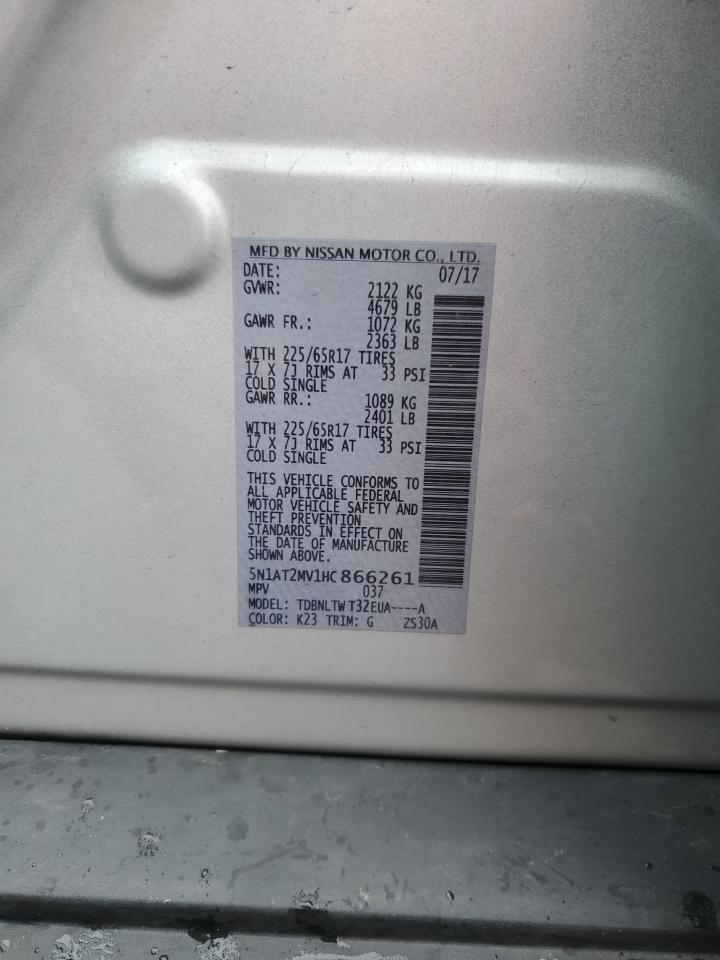 MFD BY NISSAN MOTOR CO., LTD.
DATE: 07/17
GVWR: 2122 KG
4679 LB
GAWR FR.: 1072 KG
2363 LB
WITH 225/65R17 TIRES
17 X 7J RIMS AT 33 PSI
COLD SINGLE
GAWR RR.: 1089 KG
2401 LB
WITH 225/65R17 TIRES
17 X 7J RIMS AT 33 PSI
COLD SINGLE
THIS VEHICLE CONFORMS TO
ALL APPLICABLE FEDERAL
MOTOR VEHICLE SAFETY AND
THEFT PREVENTION
STANDARDS IN EFFECT ON
THE DATE OF MANUFACTURE
SHOWN ABOVE.
5N1AT2MV1HC866261
MPV 037
MODEL: TDBNLTW T32EUA----A
COLOR: K23 TRIM: G ZS30A